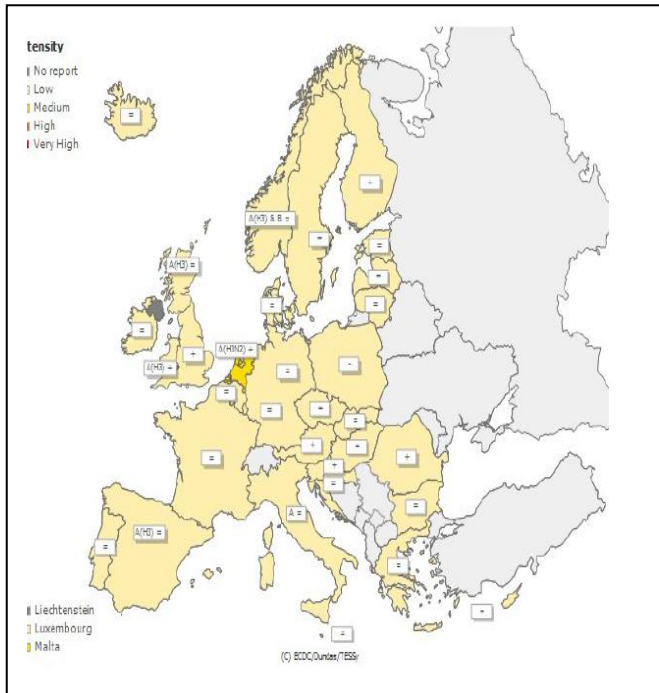 tensity
No report
Low
Medium
High
Very High
=
-
A(H3) & B =
=
=
A(H3) =
=
=
=
=
A(H3N2) +
+
A(H3) +
=
=
-
=
=
=
+
+
+
+
=
=
=
A =
=
A(H3) =
=
=
=
Liechtenstein
Luxembourg
Malta
(C) ECDC/Dundas/TESSy